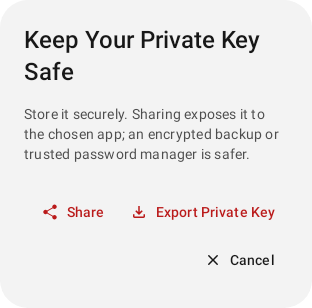 Keep Your Private Key
Safe
Store it securely. Sharing exposes it to
the chosen app; an encrypted backup or
trusted password manager is safer.
Share
Export Private Key
Cancel